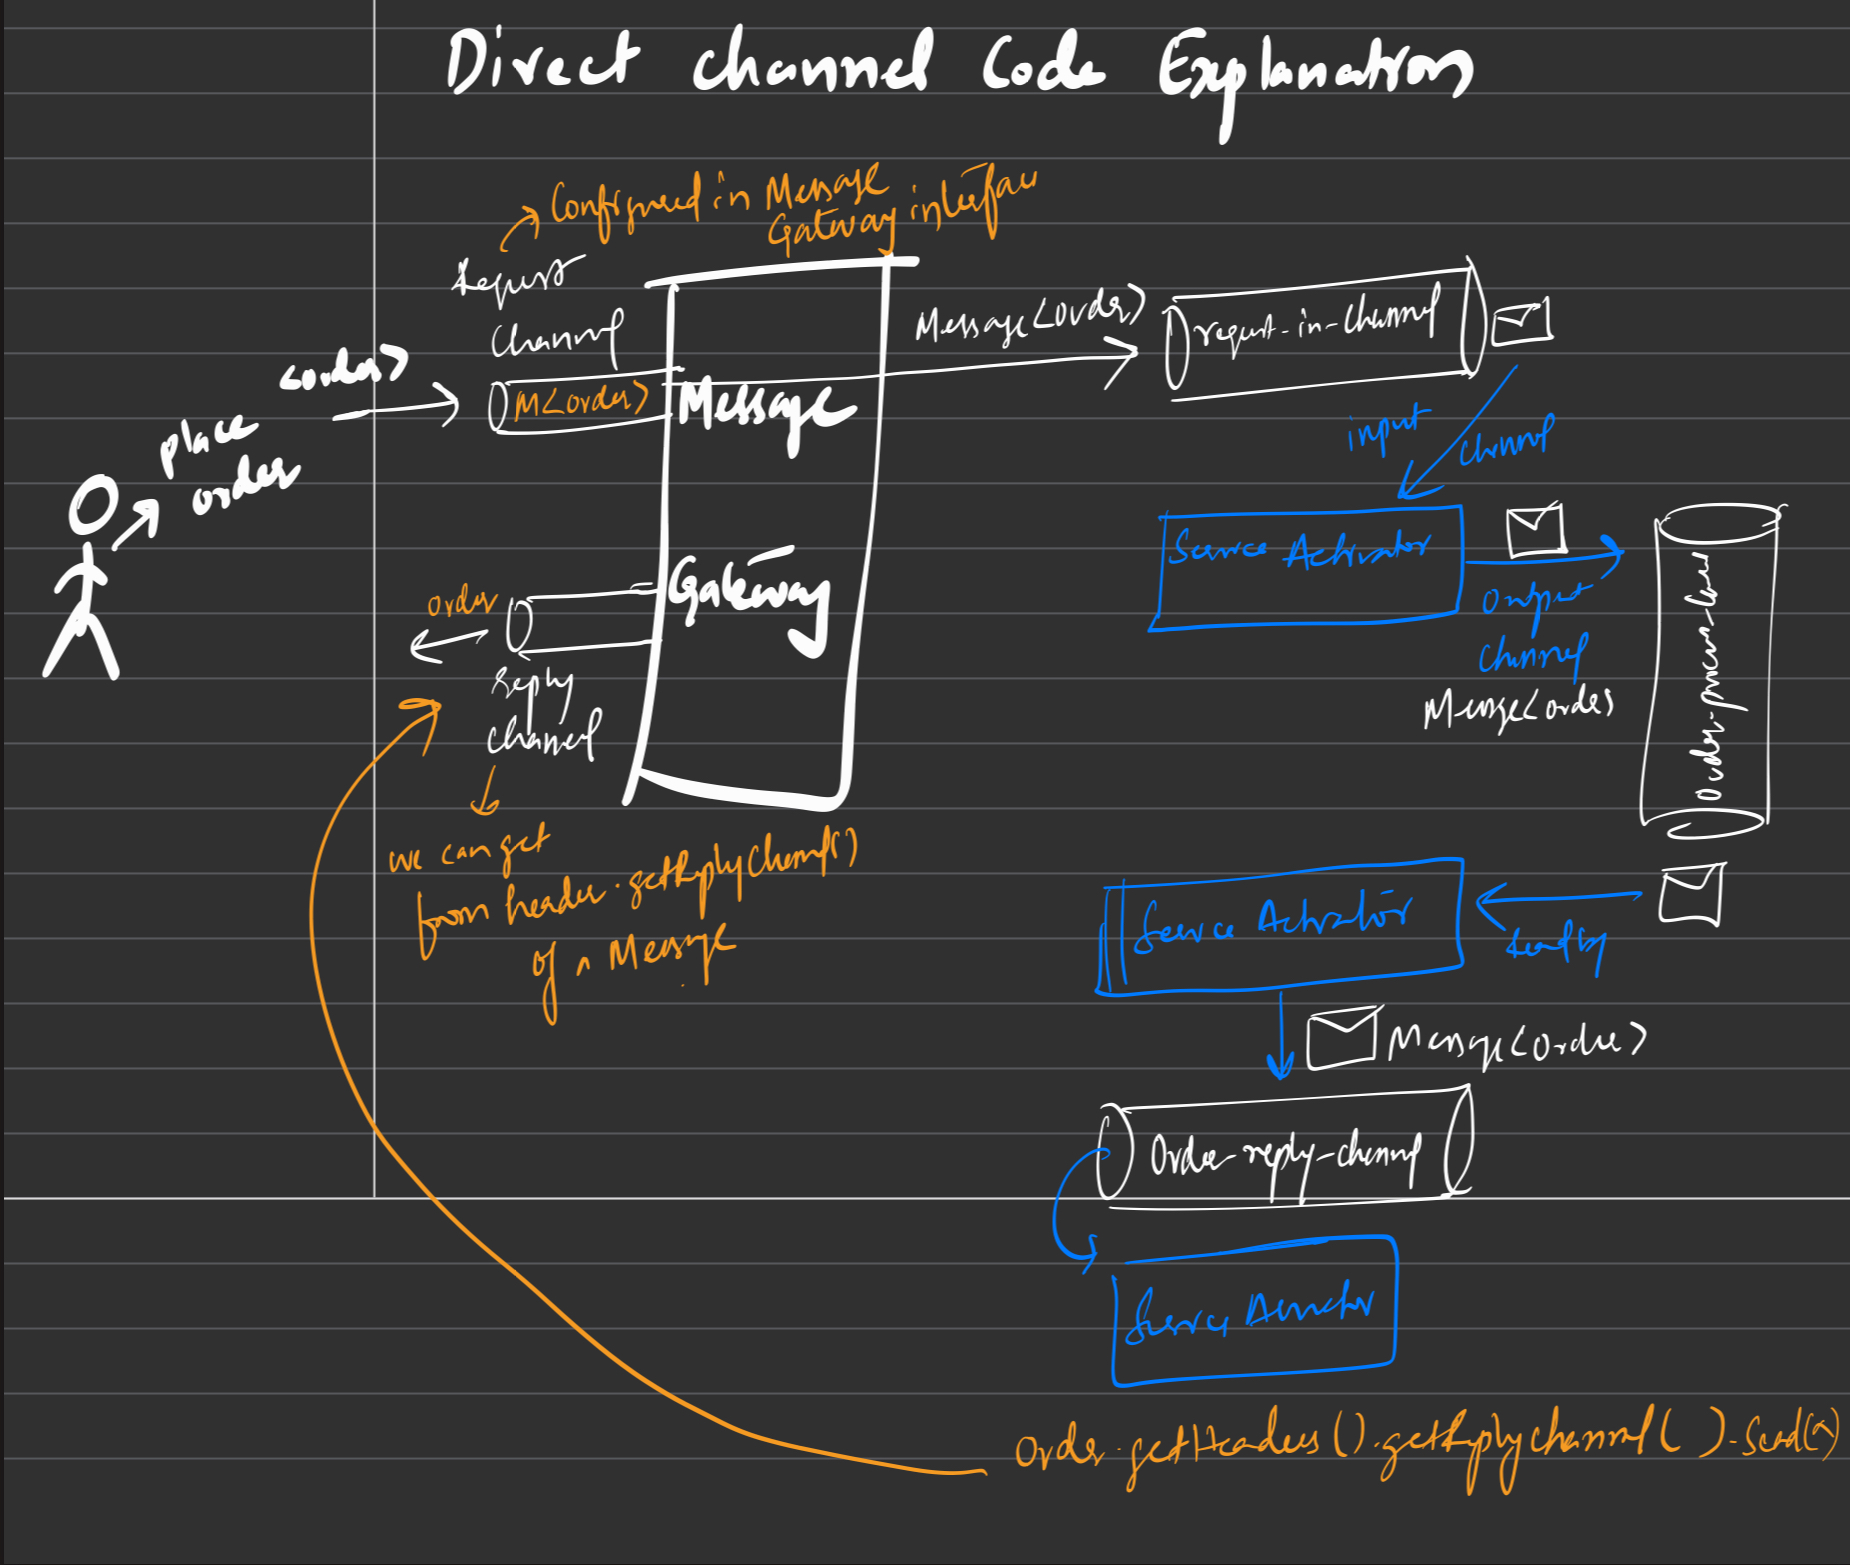 Direct Channel Code Explanation
Configured in Message
Gateway interface
Request
Channel
<order>
M<order>
place
order
Message
Gateway
Message<order>
request-in-channel
input
channel
Service Activator
output
channel
Message<order>
Order-process-
order
reply
channel
we can get
from header.getReplyChannel()
of a Message
Service Activator
read by
Message<Order>
Order-reply-channel
Service Activator
Order.getHeaders().getReplyChannel().Send()